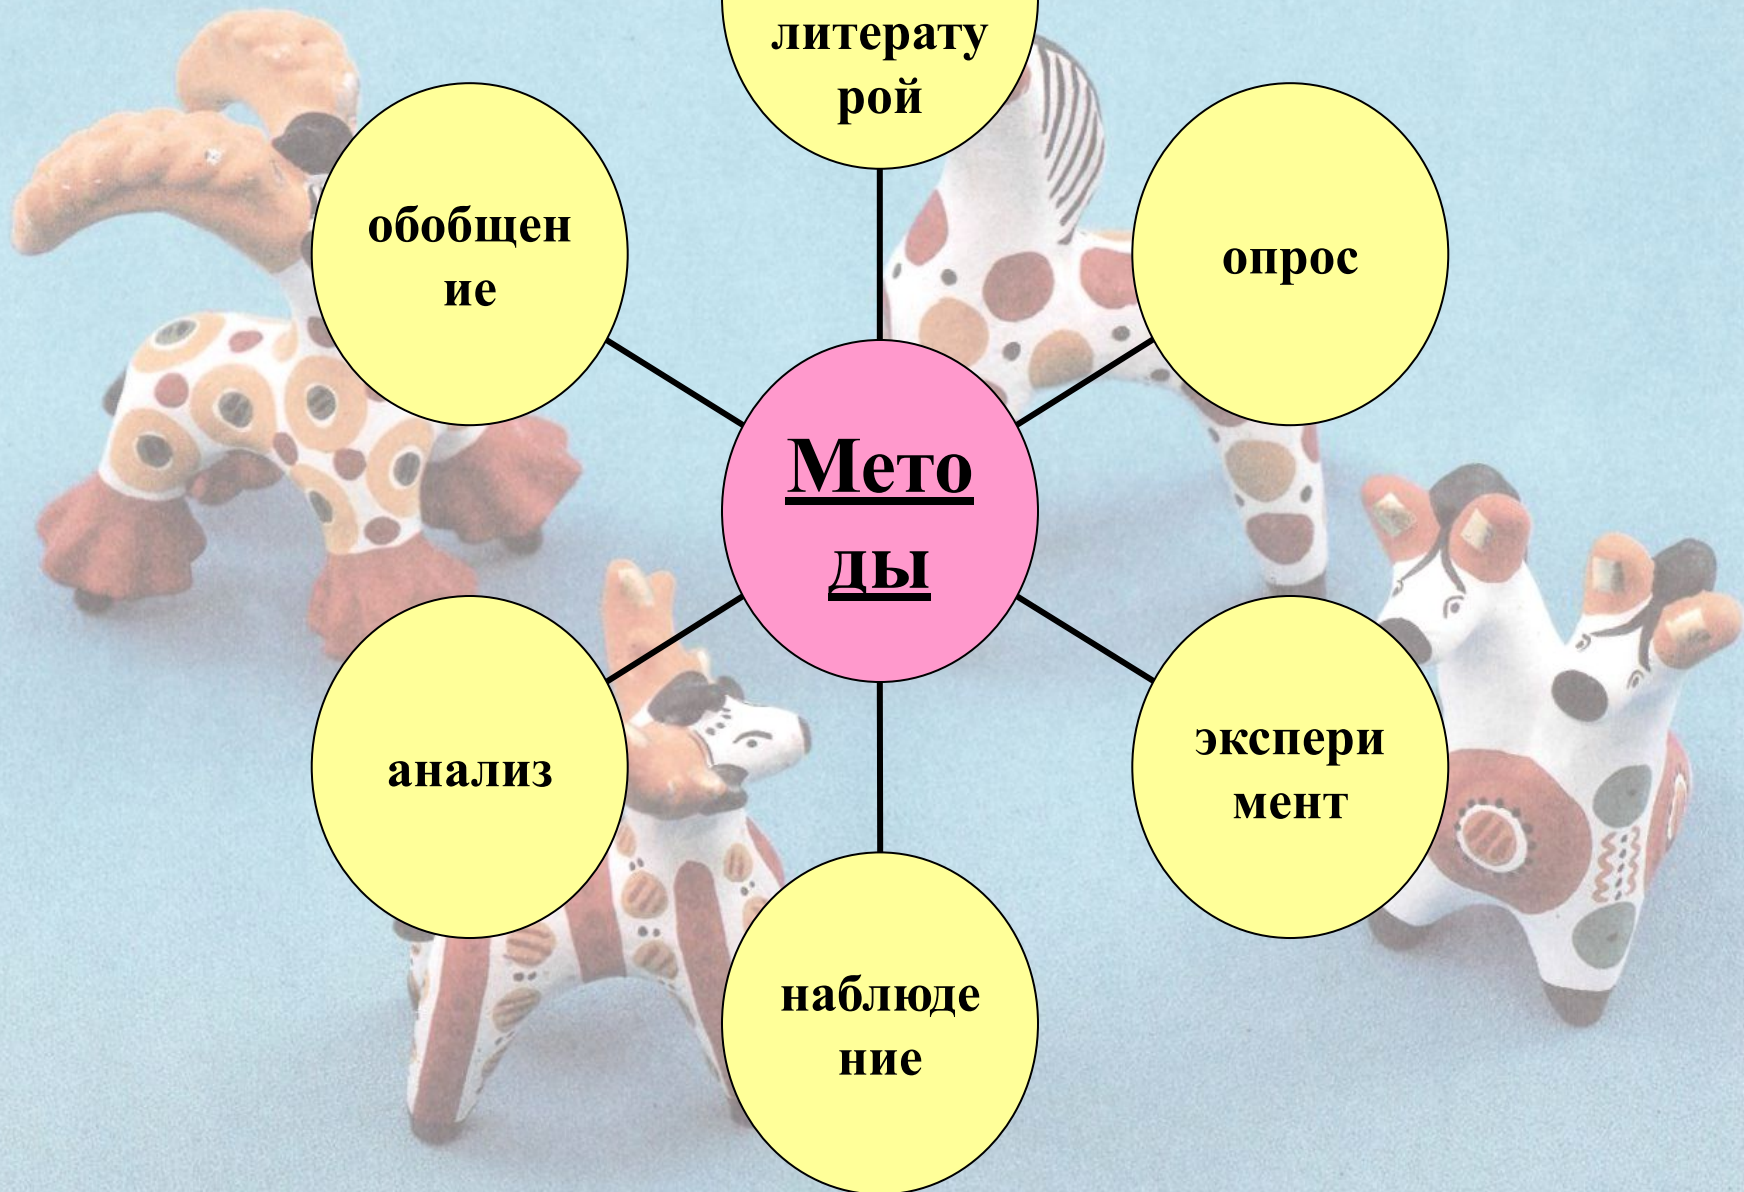 литерату
рой
обобщен
ие
опрос
Мето
ды
анализ
экспери
мент
наблюде
ние